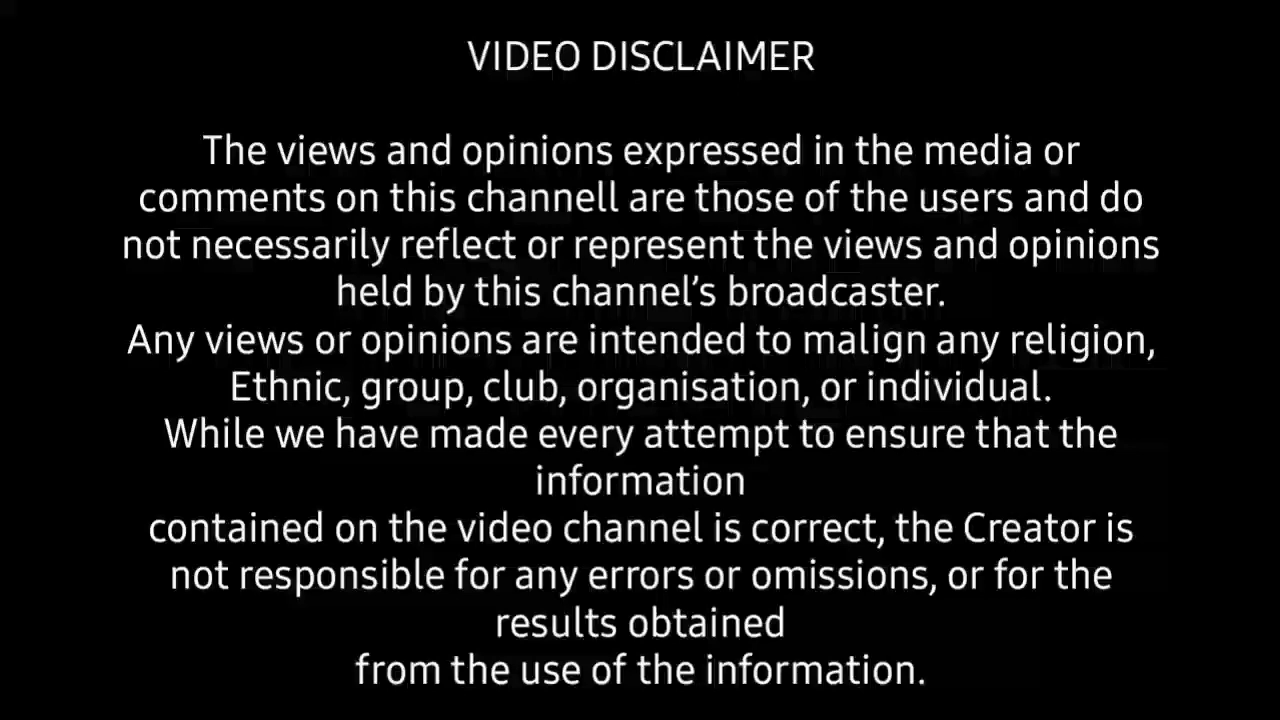 VIDEO DISCLAIMER
The views and opinions expressed in the media or
comments on this channell are those of the users and do
not necessarily reflect or represent the views and opinions
held by this channel’s broadcaster.
Any views or opinions are intended to malign any religion,
Ethnic, group, club, organisation, or individual.
While we have made every attempt to ensure that the
information
contained on the video channel is correct, the Creator is
not responsible for any errors or omissions, or for the
results obtained
from the use of the information.